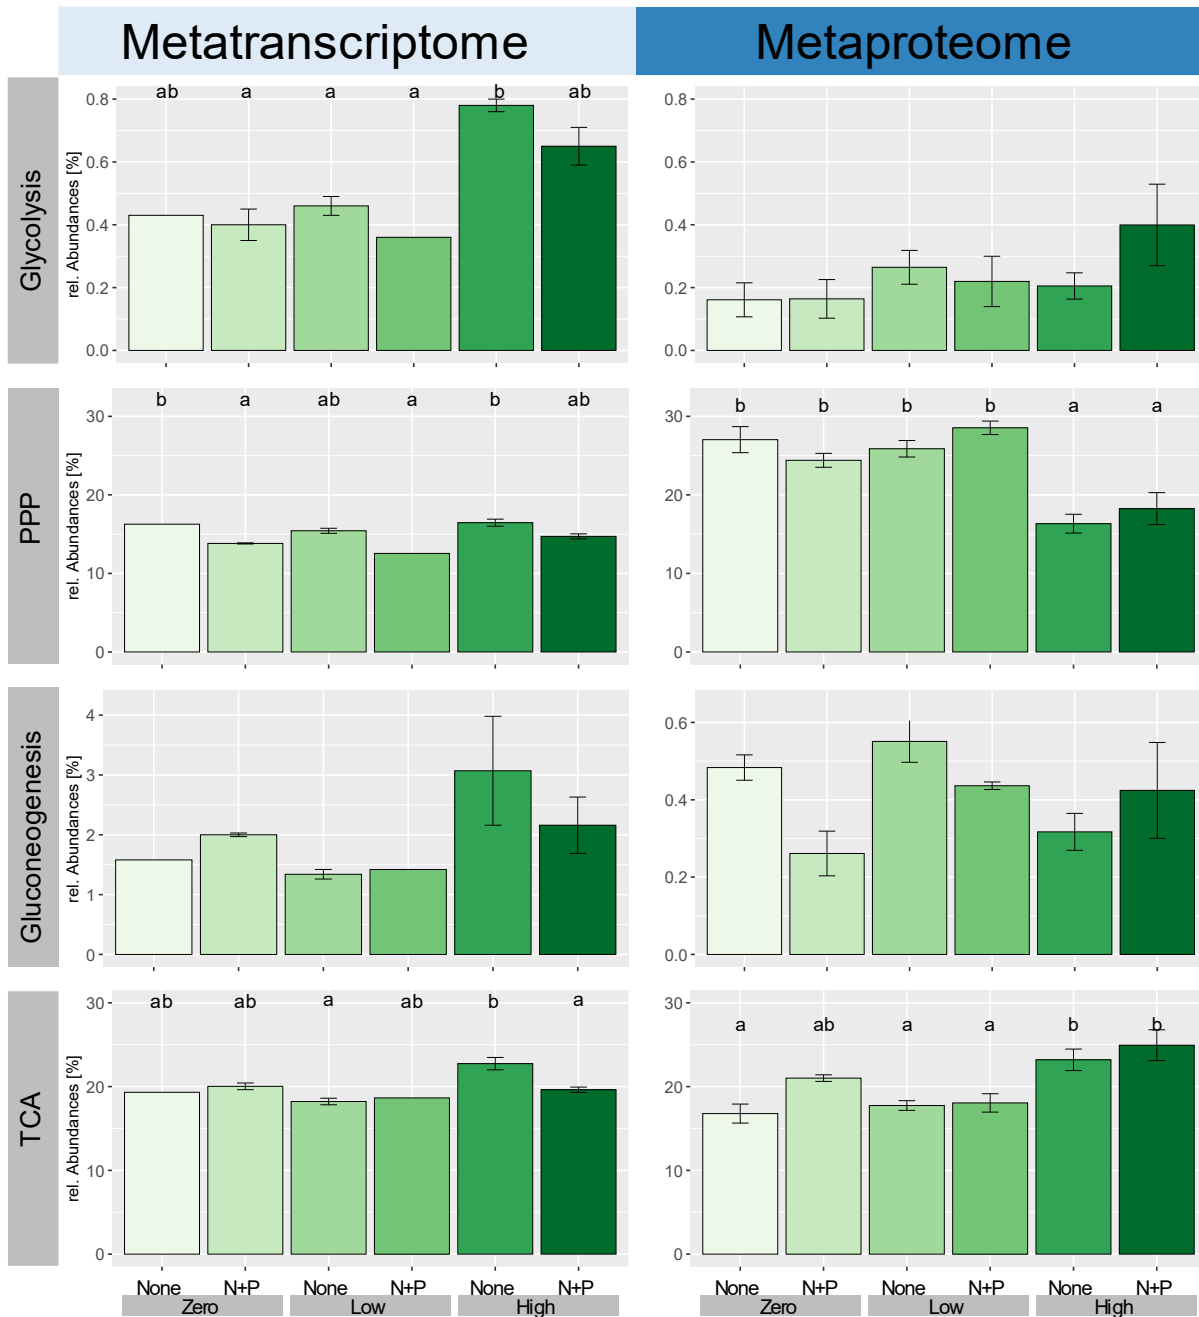 Metatranscriptome Metaproteome
Glycolysis
rel. Abundances [%]
ab a a a b ab
0.8
0.6
0.4
0.2
0.0
0.8
0.6
0.4
0.2
0.0
PPP
rel. Abundances [%]
b a ab a b ab
30
20
10
0
b b b b a a
30
20
10
0
Gluconeogenesis
rel. Abundances [%]
4
3
2
1
0
0.6
0.4
0.2
0.0
TCA
rel. Abundances [%]
ab ab a ab b a
30
20
10
0
a ab a a b b
30
20
10
0
None N+P None N+P None N+P
Zero Low High
None N+P None N+P None N+P
Zero Low High